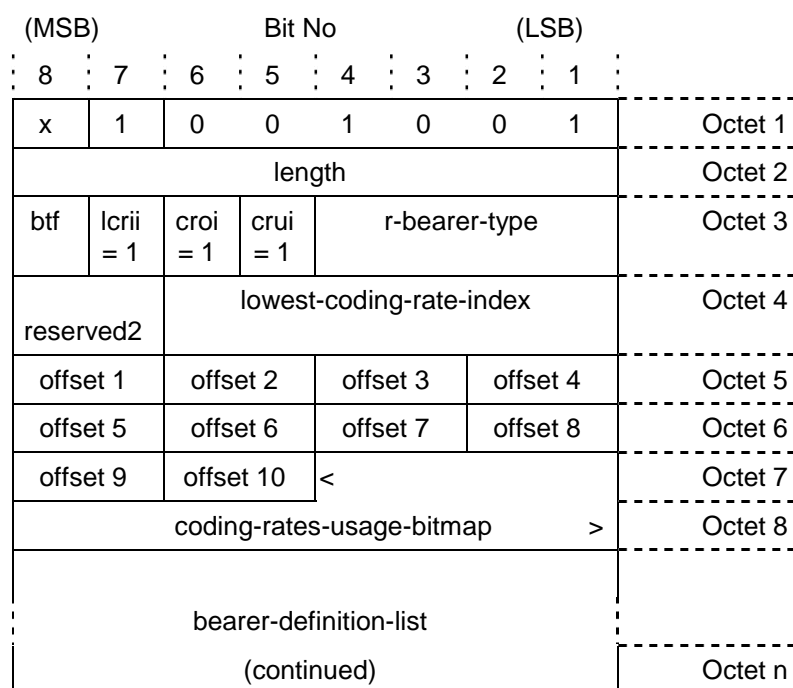 (MSB) Bit No (LSB)
8 7 6 5 4 3 2 1
x 1 0 0 1 0 0 1 Octet 1
length Octet 2
btf lcrii croi crui r-bearer-type Octet 3
= 1 = 1 = 1
lowest-coding-rate-index Octet 4
reserved2
offset 1 offset 2 offset 3 offset 4 Octet 5
offset 5 offset 6 offset 7 offset 8 Octet 6
offset 9 offset 10 < Octet 7
coding-rates-usage-bitmap > Octet 8
bearer-definition-list
(continued) Octet n